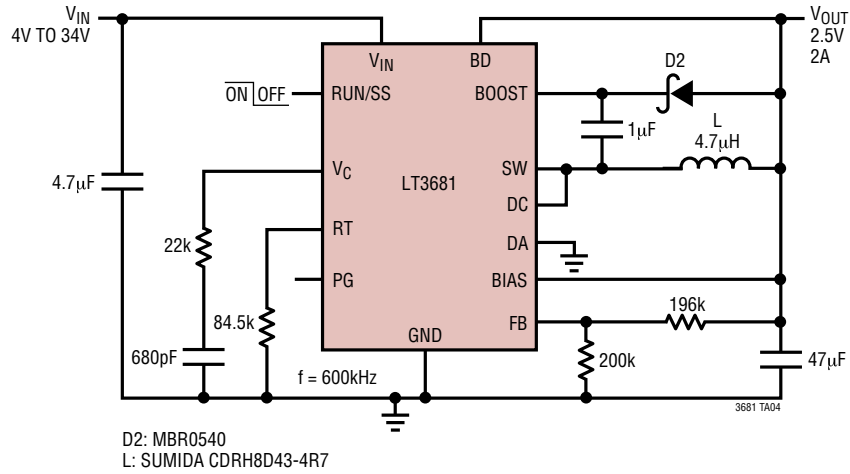 VIN
4V TO 34V
VOUT
2.5V
2A
VIN
BD
D2
ON OFF
RUN/SS
BOOST
1µF
L
4.7µH
4.7µF
VC
LT3681
SW
DC
22k
RT
DA
PG
BIAS
84.5k
196k
FB
GND
680pF
f = 600kHz
200k
47µF
3681 TA04
D2: MBR0540
L: SUMIDA CDRH8D43-4R7